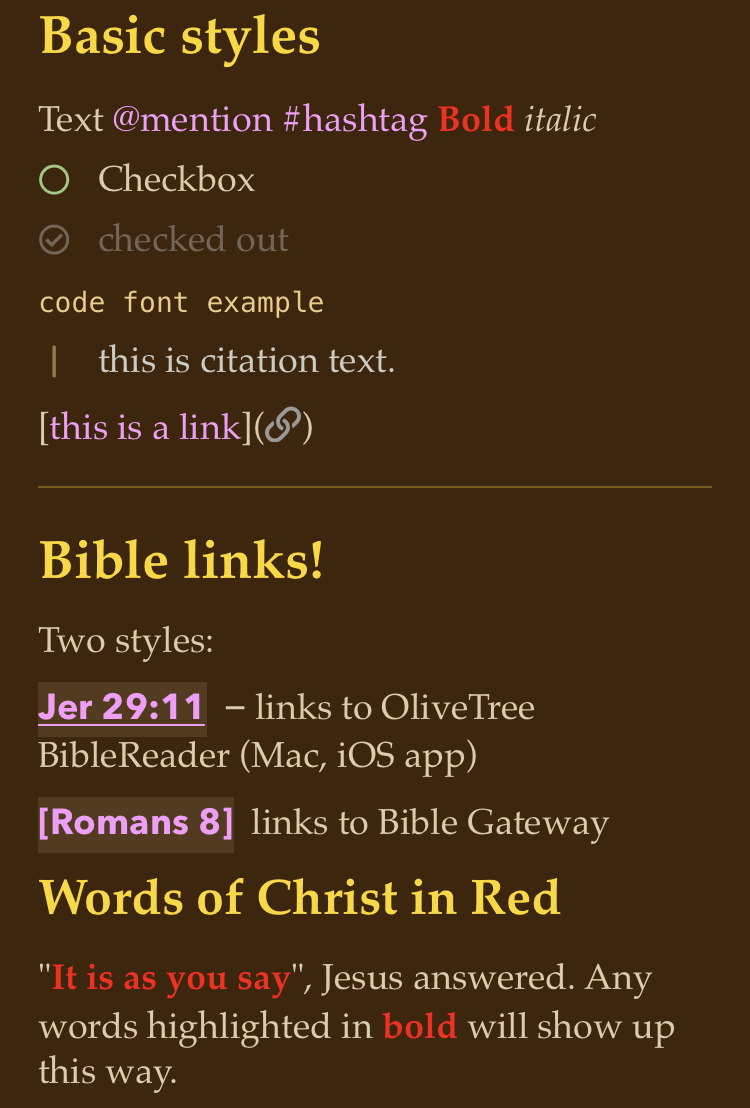 Basic styles
Text @mention #hashtag Bold italic
Checkbox
checked out
code font example
| this is citation text.
[this is a link](🔗)
Bible links!
Two styles:
Jer 29:11 – links to OliveTree
BibleReader (Mac, iOS app)
[Romans 8] links to Bible Gateway
Words of Christ in Red
"It is as you say", Jesus answered. Any
words highlighted in bold will show up
this way.